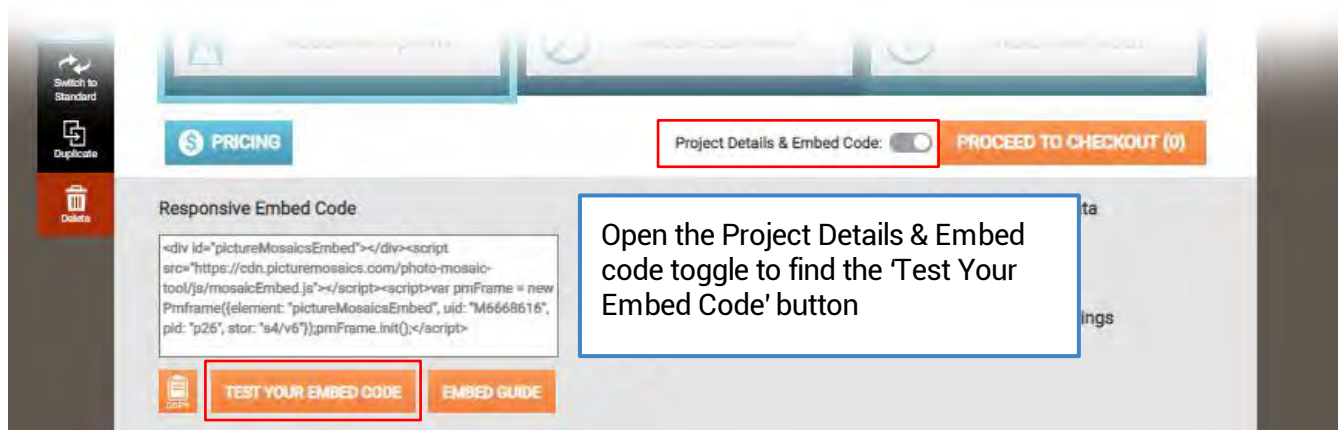 Switch to
Standard
Duplicate
Delete
PRICING
Project Details & Embed Code:
PROCEED TO CHECKOUT (0)
Responsive Embed Code
<div id="pictureMosaicsEmbed"></div><script
src="https://cdn.picturemosaics.com/photo-mosaic-
tool/js/mosaicEmbed.js"></script><script>var pmFrame = new
Pmframe({element: "pictureMosaicsEmbed", uid: "M6668616",
pid: "p26", stor: "s4/v6"});pmFrame.init();</script>
COPY
TEST YOUR EMBED CODE
EMBED GUIDE
Open the Project Details & Embed
code toggle to find the 'Test Your
Embed Code' button
ta
ings